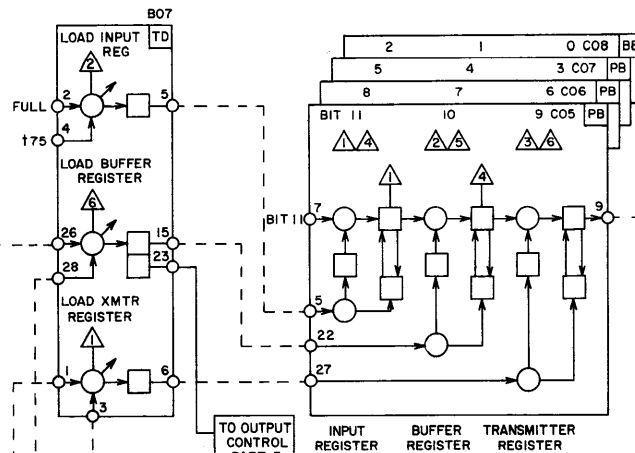 B07
TD
LOAD INPUT
REG
2
2
5
FULL
4
↑75
LOAD BUFFER
REGISTER
6
26
15
23
28
LOAD XMTR
REGISTER
1
1
6
3
TO OUTPUT
CONTROL
2 1 0 C08
5 4 3 C07 PB
8 7 6 C06 PB
BIT 11 10 9 C05 PB
1 4 2 5 3 6
1 4
7
BIT 11
9
5
22
27
INPUT
REGISTER
BUFFER
REGISTER
TRANSMITTER
REGISTER